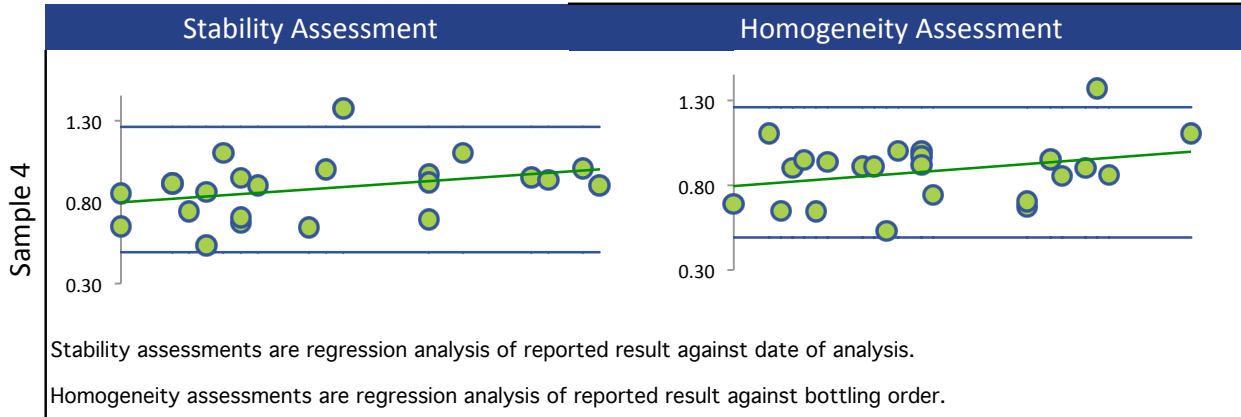 Stability Assessment
Homogeneity Assessment
Sample 4
1.30
0.80
0.30
1.30
0.80
0.30
Stability assessments are regression analysis of reported result against date of analysis.
Homogeneity assessments are regression analysis of reported result against bottling order.